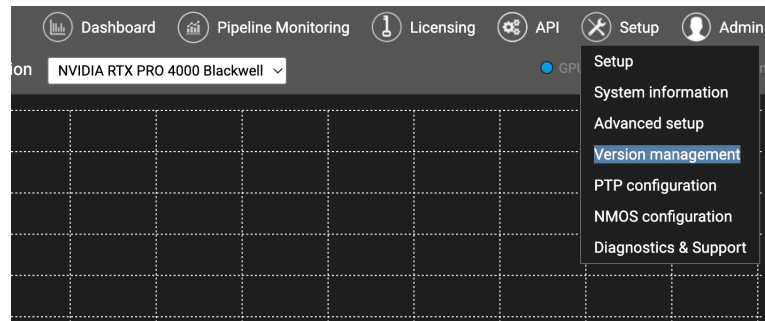 Dashboard
Pipeline Monitoring
Licensing
API
Setup
Admin
ion
NVIDIA RTX PRO 4000 Blackwell
GPU
Setup
System information
Advanced setup
Version management
PTP configuration
NMOS configuration
Diagnostics & Support